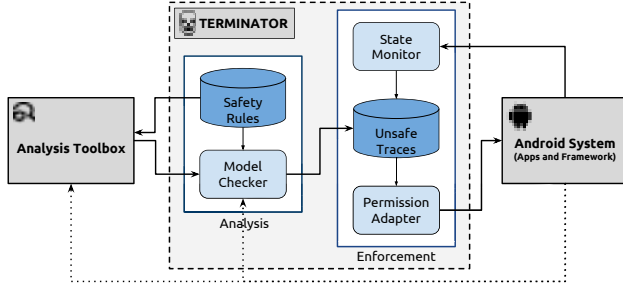 TERMINATOR
State
Monitor
Safety
Rules
Unsafe
Traces
Analysis Toolbox
Model
Checker
Android System
(Apps and Framework)
Permission
Adapter
Analysis
Enforcement